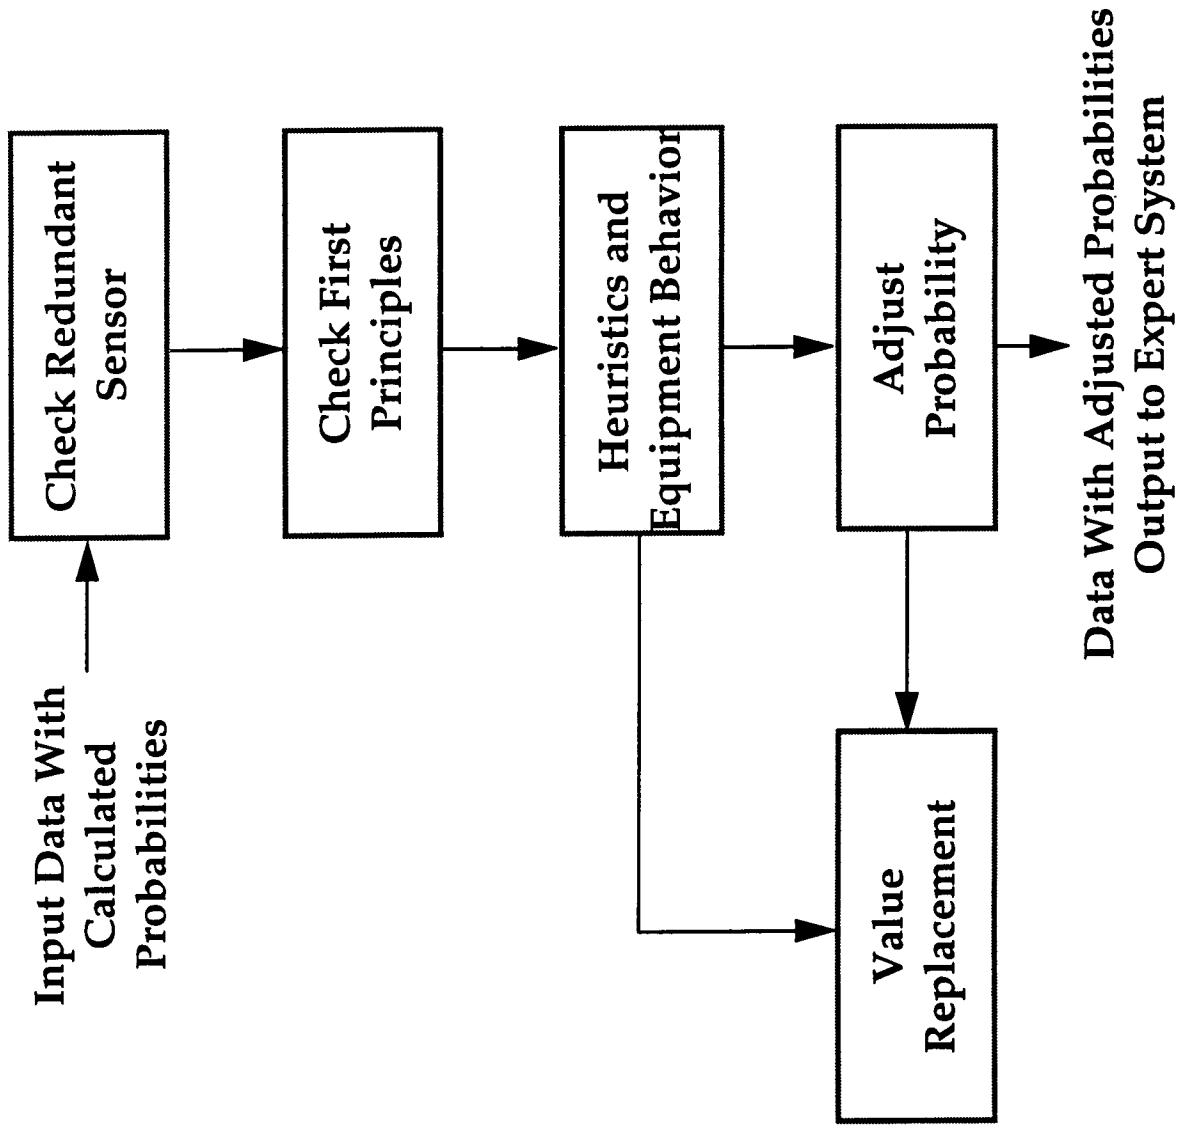 Input Data With
Calculated
Probabilities
Check Redundant
Sensor
Check First
Principles
Heuristics and
Equipment Behavior
Adjust
Probability
Value
Replacement
Data With Adjusted Probabilities
Output to Expert System